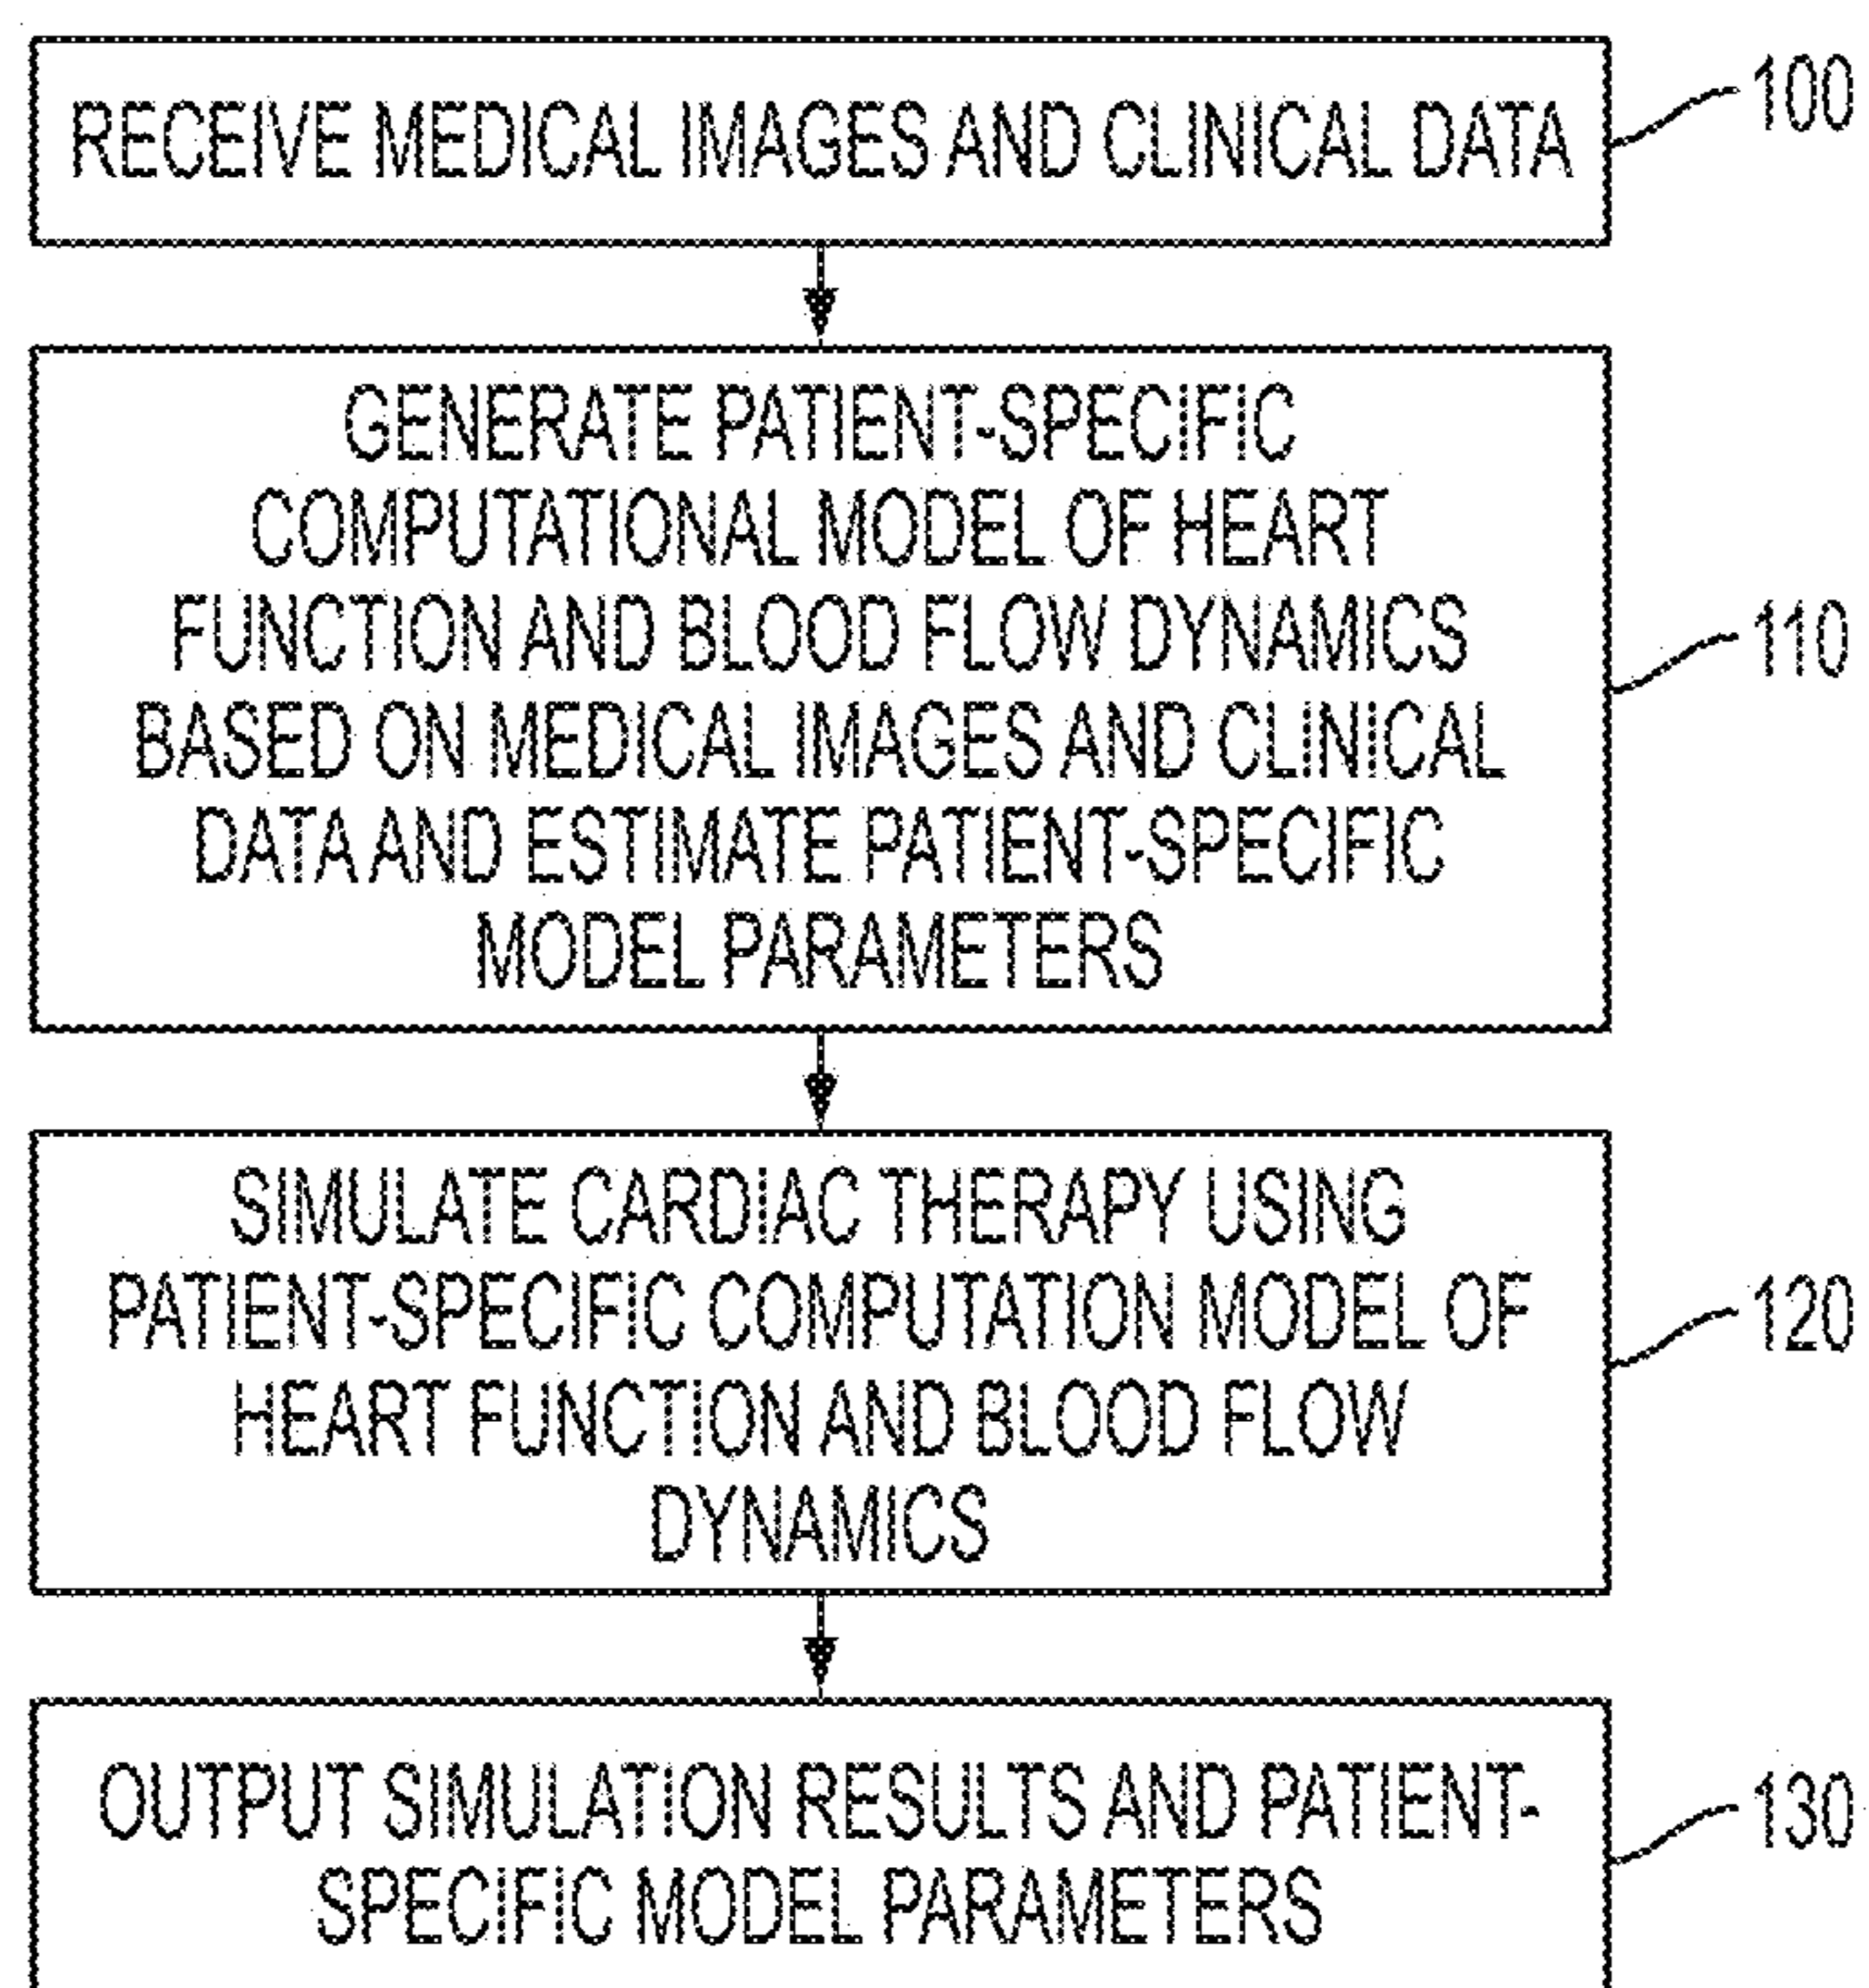 RECEIVE MEDICAL IMAGES AND CLINICAL DATA
100
GENERATE PATIENT-SPECIFIC
COMPUTATIONAL MODEL OF HEART
FUNCTION AND BLOOD FLOW DYNAMICS
BASED ON MEDICAL IMAGES AND CLINICAL
DATA AND ESTIMATE PATIENT-SPECIFIC
MODEL PARAMETERS
110
SIMULATE CARDIAC THERAPY USING
PATIENT-SPECIFIC COMPUTATION MODEL OF
HEART FUNCTION AND BLOOD FLOW
DYNAMICS
120
OUTPUT SIMULATION RESULTS AND PATIENT-
SPECIFIC MODEL PARAMETERS
130